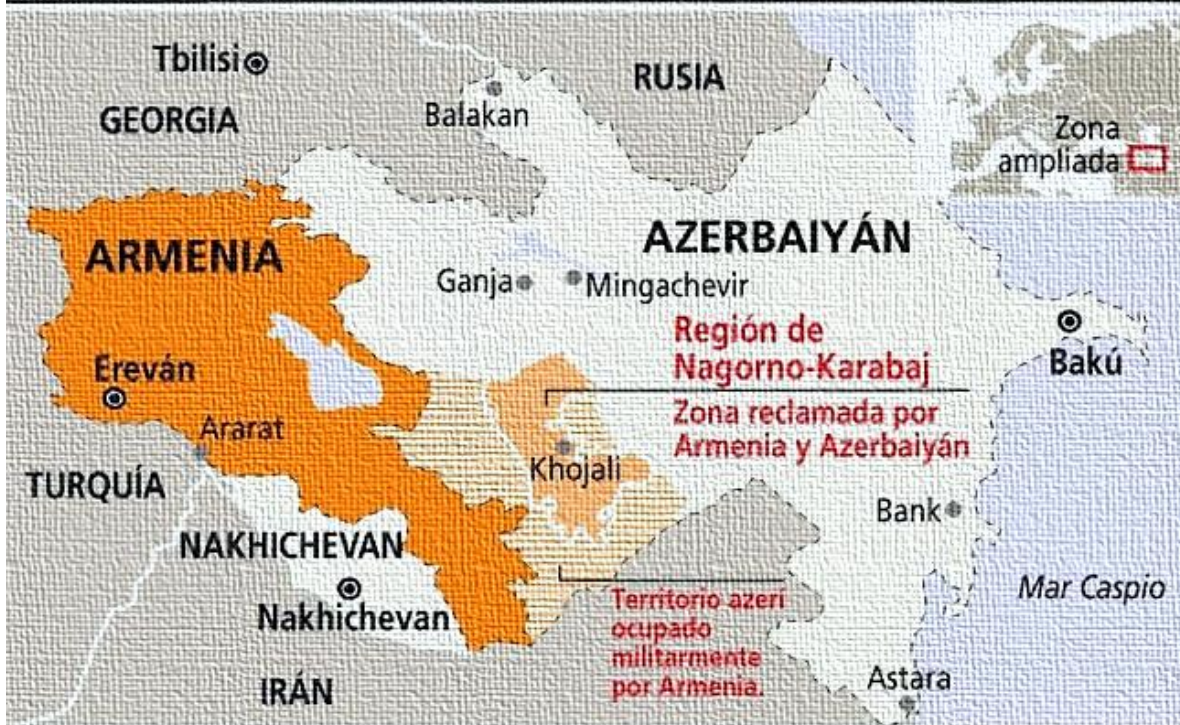 Tbilisi
GEORGIA
Balakan
RUSIA
Zona
ampliada
ARMENIA
AZERBAIYÁN
Ganja
Mingachevir
Región de
Nagorno-Karabaj
Zona reclamada por
Armenia y Azerbaiyán
Bakú
Ereván
Ararat
Khojali
TURQUÍA
Bank
NAKHICHEVAN
Nakhichevan
Mar Caspio
Territorio azerí
ocupado
militarmente
por Armenia.
IRÁN
Astara